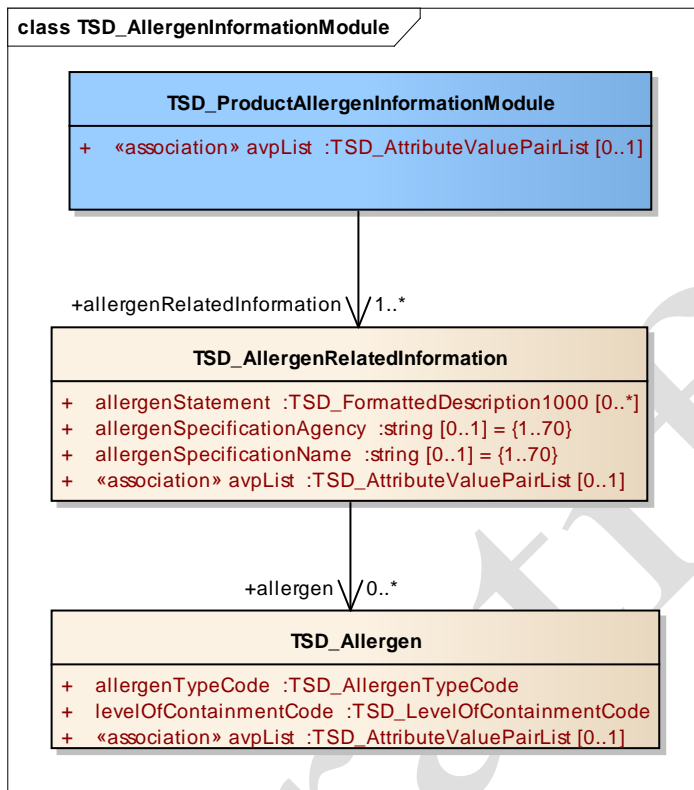 class TSD_AllergenInformationModule
TSD_ProductAllergenInformationModule
+ «association» avpList :TSD_AttributeValuePairList [0..1]
+allergenRelatedInformation 1..*
TSD_AllergenRelatedInformation
+ allergenStatement :TSD_FormattedDescription1000 [0..*]
+ allergenSpecificationAgency :string [0..1] = {1..70}
+ allergenSpecificationName :string [0..1] = {1..70}
+ «association» avpList :TSD_AttributeValuePairList [0..1]
+allergen 0..*
TSD_Allergen
+ allergenTypeCode :TSD_AllergenTypeCode
+ levelOfContainmentCode :TSD_LevelOfContainmentCode
+ «association» avpList :TSD_AttributeValuePairList [0..1]